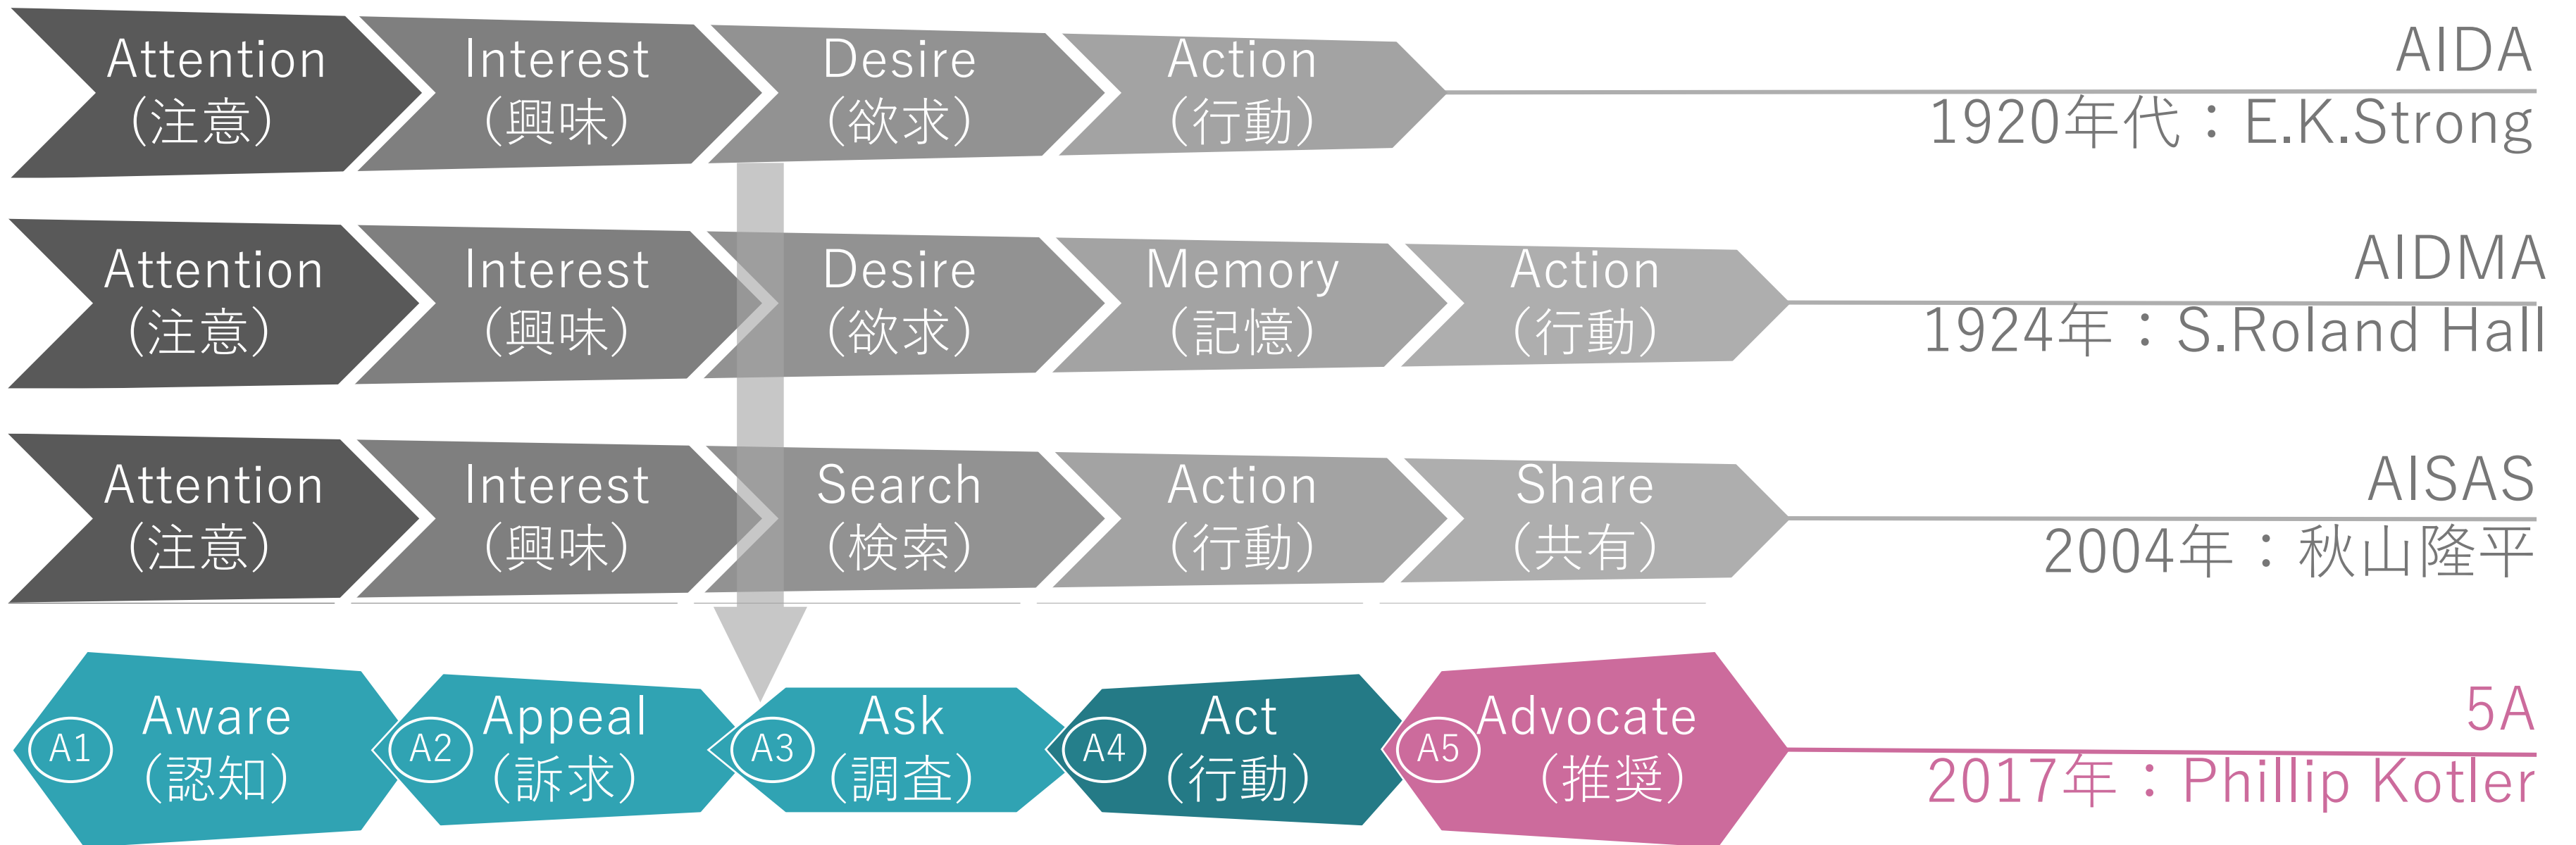 Attention
（注意）
Interest
（興味）
Desire
（欲求）
Action
（行動）
AIDA
1920年代：E.K.Strong
Attention
（注意）
Interest
（興味）
Desire
（欲求）
Memory
（記憶）
Action
（行動）
AIDMA
1924年：S.Roland Hall
Attention
（注意）
Interest
（興味）
Search
（検索）
Action
（行動）
Share
（共有）
AISAS
2004年：秋山隆平
A1
Aware
（認知）
A2
Appeal
（訴求）
A3
Ask
（調査）
A4
Act
（行動）
A5
Advocate
（推奨）
5A
2017年：Phillip Kotler